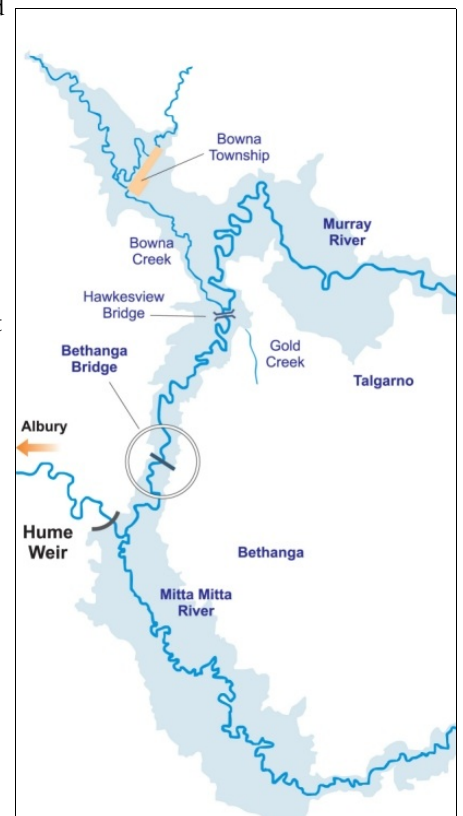 Bowna
Township
Murray
River
Bowna
Creek
Hawkesview
Bridge
Gold
Creek
Bethanga
Bridge
Talgarno
Albury
Hume
Weir
Bethanga
Mitta Mitta
River